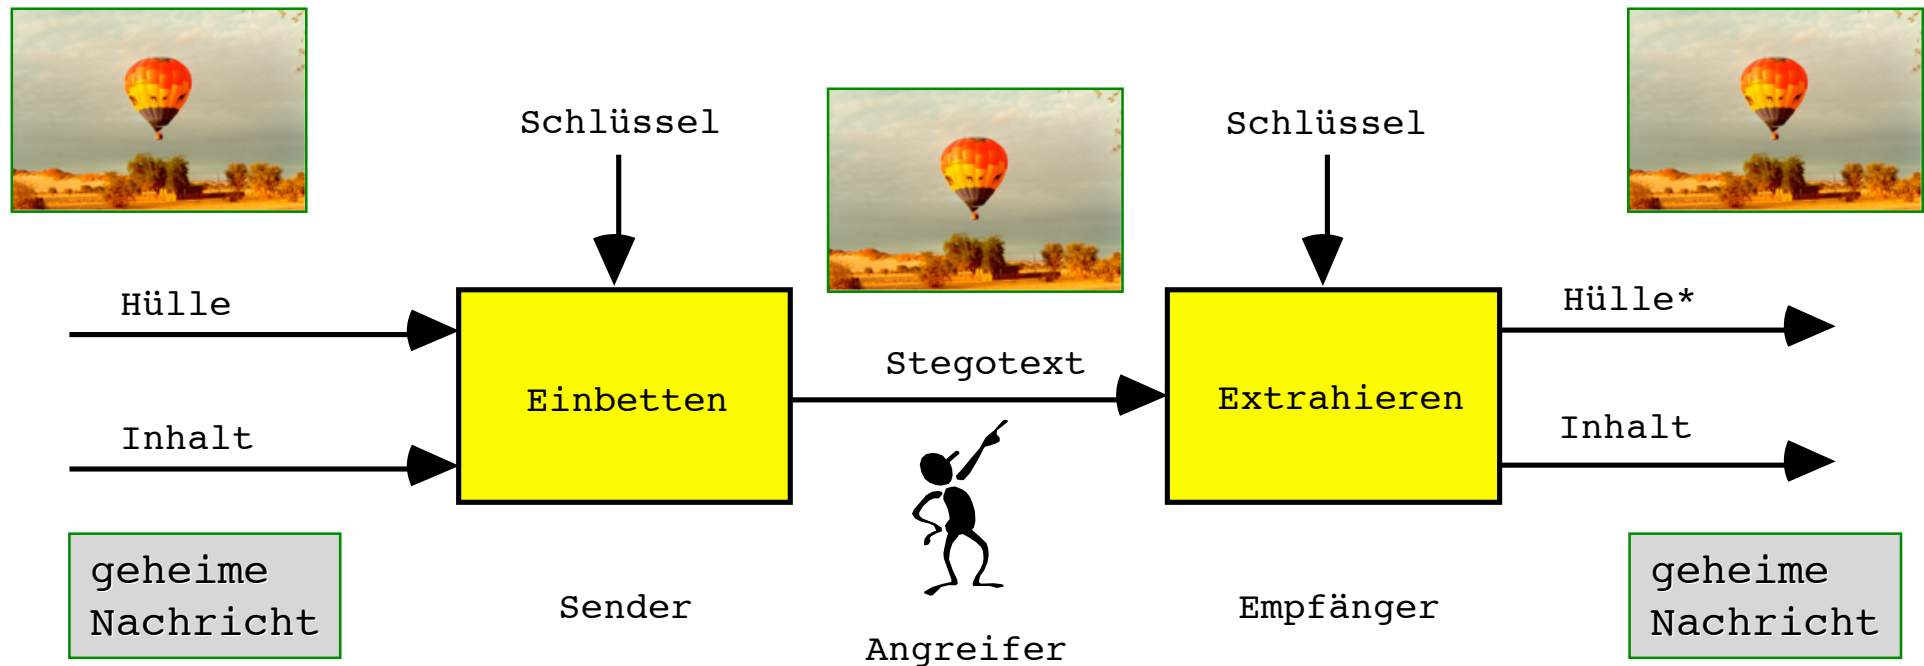 Schlüssel
Schlüssel
Hülle
Hülle*
Stegotext
Einbetten
Extrahieren
Inhalt
Inhalt
geheime
Nachricht
geheime
Nachricht
Sender
Empfänger
Angreifer